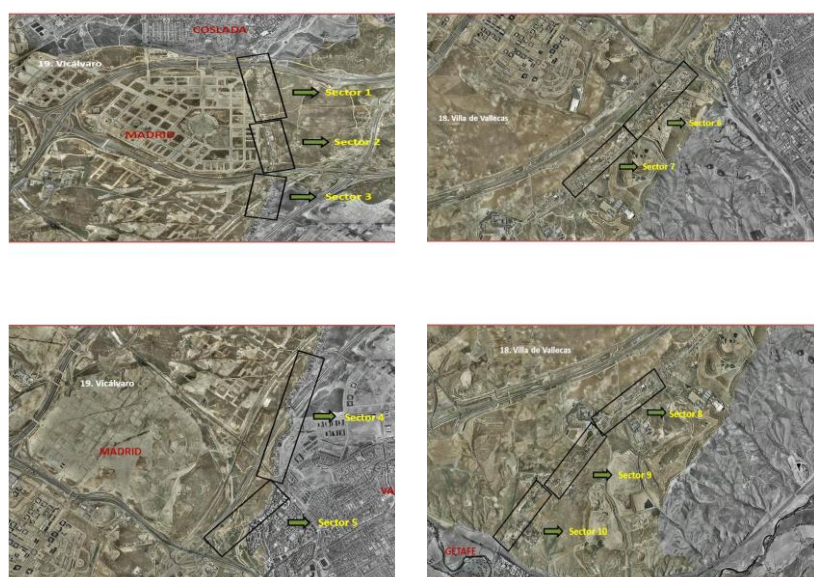 COSLADA
19. Vicálvaro
Sector 1
MADRID
Sector 2
Sector 3
18. Villa de Vallecas
Sector 6
Sector 7
19. Vicálvaro
MADRID
Sector 4
VA
Sector 5
18. Villa de Vallecas
Sector 8
Sector 9
Sector 10
GETAFE